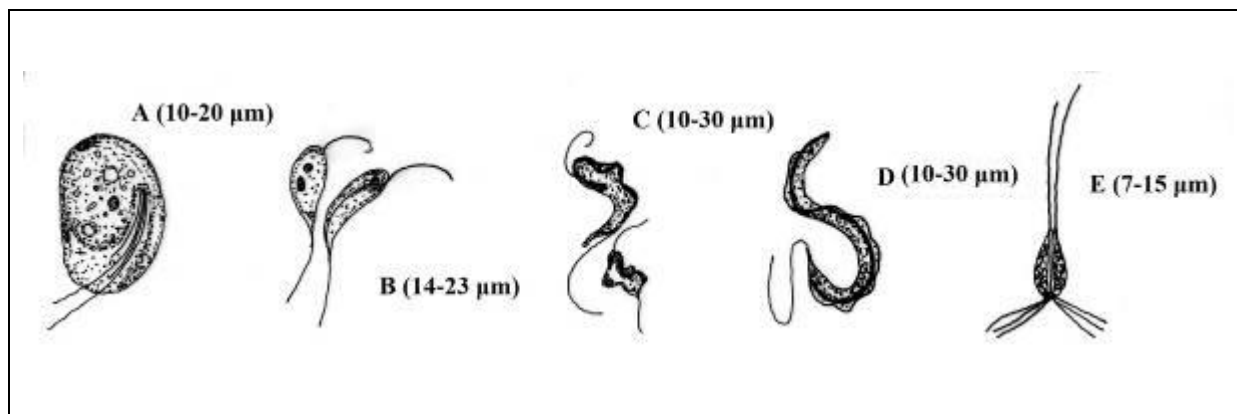 A (10-20 µm)
B (14-23 µm)
C (10-30 µm)
D (10-30 µm)
E (7-15 µm)